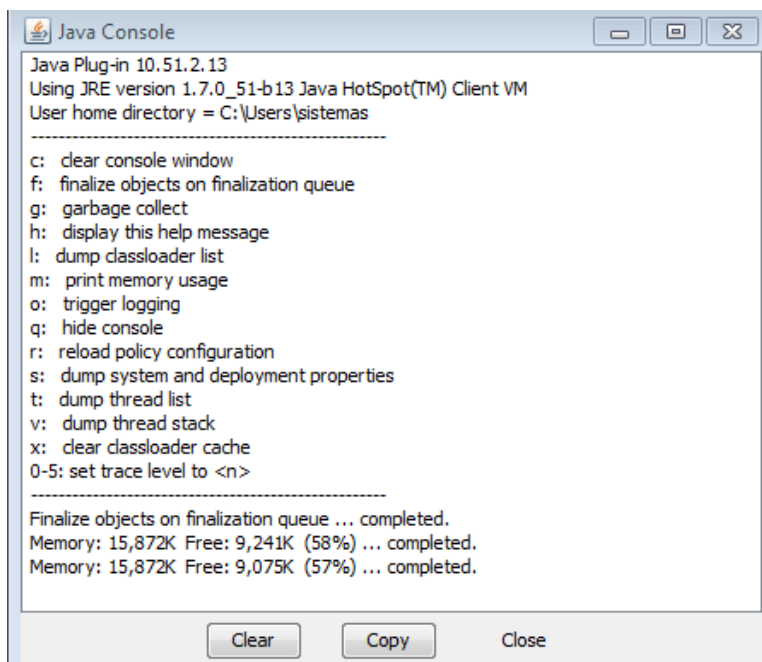 Java Console
Java Plug-in 10.51.2.13
Using JRE version 1.7.0_51-b13 Java HotSpot(TM) Client VM
User home directory = C:\Users\sistemas
----------------------------------------------------
c:   clear console window
f:   finalize objects on finalization queue
g:   garbage collect
h:   display this help message
l:   dump classloader list
m:   print memory usage
o:   trigger logging
q:   hide console
r:   reload policy configuration
s:   dump system and deployment properties
t:   dump thread list
v:   dump thread stack
x:   clear classloader cache
0-5: set trace level to <n>
----------------------------------------------------
Finalize objects on finalization queue ... completed.
Memory: 15,872K  Free: 9,241K  (58%) ... completed.
Memory: 15,872K  Free: 9,075K  (57%) ... completed.
Clear Copy Close